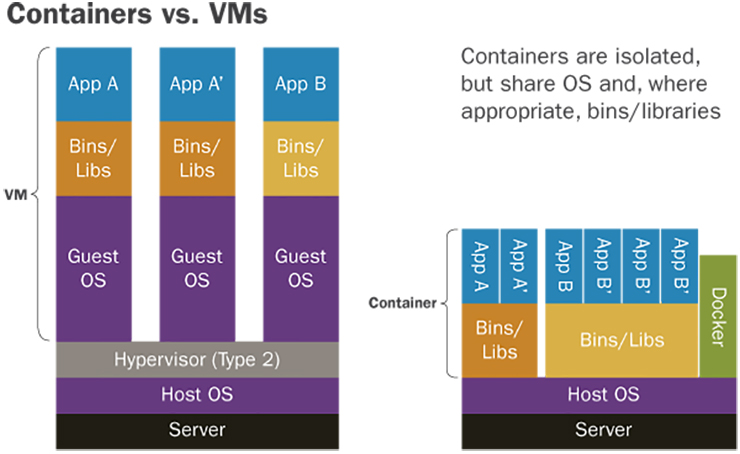 Containers vs. VMs
App A
App A’
App B
Bins/
Libs
Bins/
Libs
Bins/
Libs
VM
Guest
OS
Guest
OS
Guest
OS
Hypervisor (Type 2)
Host OS
Server
Containers are isolated,
but share OS and, where
appropriate, bins/libraries
App A
App A’
App B
App B’
App B’
App B’
Docker
Container
Bins/
Libs
Bins/Libs
Host OS
Server